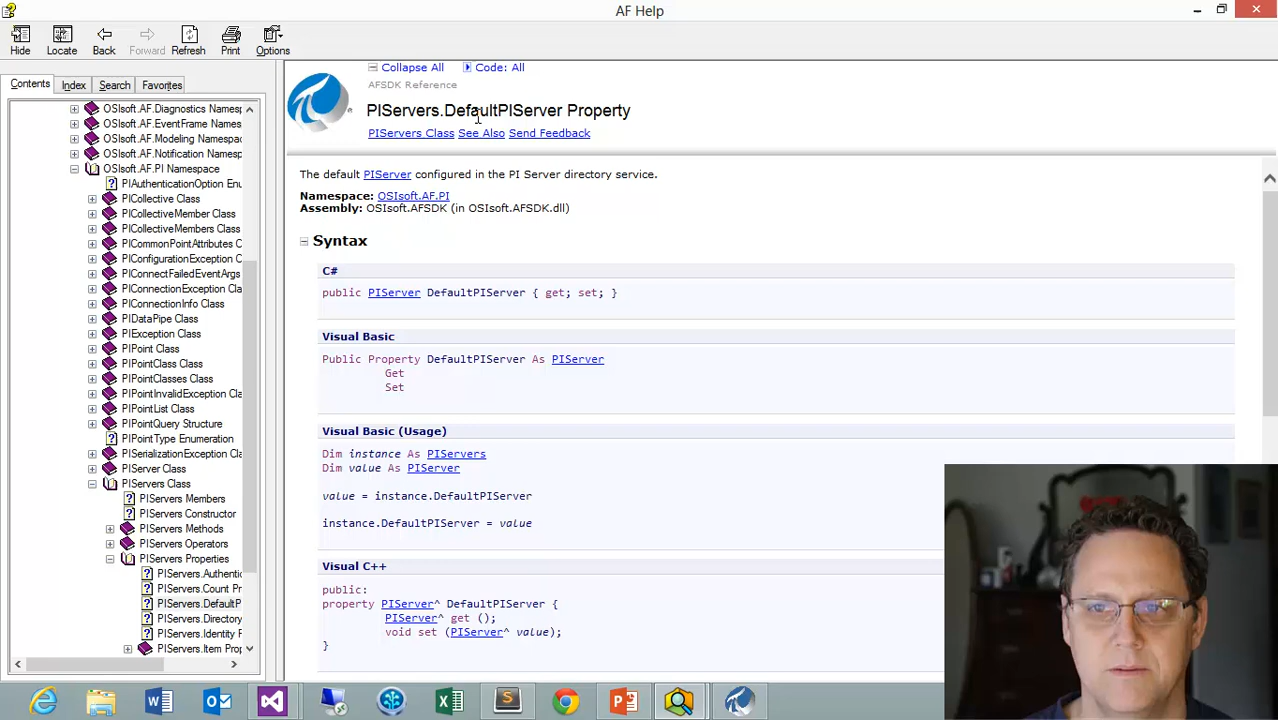 AF Help
Hide
Locate
Back
Forward
Refresh
Print
Options
Contents
Index
Search
Favorites
OSIsoft.AF.Diagnostics Namesp
OSIsoft.AF.EventFrame Names
OSIsoft.AF.Modeling Namespac
OSIsoft.AF.Notification Namesp
OSIsoft.AF.PI Namespace
PIAuthenticationOption Enu
PICollective Class
PICollectiveMember Class
PICollectiveMembers Class
PICommonPointAttributes C
PIConfigurationException C
PIConnectFailedEventArgs
PIConnectionException Cla
PIConnectionInfo Class
PIDataPipe Class
PIException Class
PIPoint Class
PIPointClass Class
PIPointClasses Class
PIPointInvalidException Cla
PIPointList Class
PIPointQuery Structure
PIPointType Enumeration
PISerializationException Cla
PIServer Class
PIServers Class
PIServers Members
PIServers Constructor
PIServers Methods
PIServers Operators
PIServers Properties
PIServers.Authentic
PIServers.Count Pr
PIServers.DefaultP
PIServers.Directory
PIServers.Identity F
PIServers.Item Prop
Collapse All
Code: All
AFSDK Reference
PIServers.DefaultPIServer Property
PIServers Class See Also Send Feedback
The default PIServer configured in the PI Server directory service.
Namespace: OSIsoft.AF.PI
Assembly: OSIsoft.AFSDK (in OSIsoft.AFSDK.dll)
Syntax
C#
public PIServer DefaultPIServer { get; set; }
Visual Basic
Public Property DefaultPIServer As PIServer
Get
Set
Visual Basic (Usage)
Dim instance As PIServers
Dim value As PIServer
value = instance.DefaultPIServer
instance.DefaultPIServer = value
Visual C++
public:
property PIServer^ DefaultPIServer {
PIServer^ get ();
void set (PIServer^ value);
}